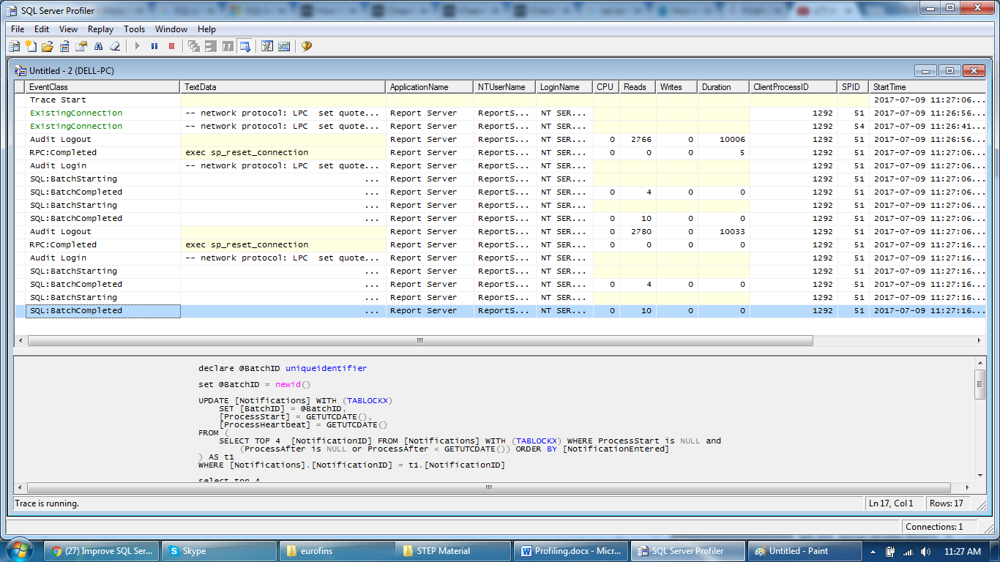 SQL Server Profiler
File Edit View Replay Tools Window Help
Untitled - 2 (DELL-PC)
EventClass TextData ApplicationName NTUserName LoginName CPU Reads Writes Duration ClientProcessID SPID StartTime
Trace Start 2017-07-09 11:27:06...
ExistingConnection -- network protocol: LPC set quote... Report Server ReportS... NT SER... 1292 51 2017-07-09 11:26:56...
ExistingConnection -- network protocol: LPC set quote... Report Server ReportS... NT SER... 1292 54 2017-07-09 11:26:41...
Audit Logout Report Server ReportS... NT SER... 0 2766 0 10006 1292 51 2017-07-09 11:26:56...
RPC:Completed exec sp_reset_connection Report Server ReportS... NT SER... 0 0 0 5 1292 51 2017-07-09 11:27:06...
Audit Login -- network protocol: LPC set quote... Report Server ReportS... NT SER... 1292 51 2017-07-09 11:27:06...
SQL:BatchStarting ... Report Server ReportS... NT SER... 1292 51 2017-07-09 11:27:06...
SQL:BatchCompleted ... Report Server ReportS... NT SER... 0 4 0 0 1292 51 2017-07-09 11:27:06...
SQL:BatchStarting ... Report Server ReportS... NT SER... 1292 51 2017-07-09 11:27:06...
SQL:BatchCompleted ... Report Server ReportS... NT SER... 0 10 0 0 1292 51 2017-07-09 11:27:06...
Audit Logout Report Server ReportS... NT SER... 0 2780 0 10033 1292 51 2017-07-09 11:27:06...
RPC:Completed exec sp_reset_connection Report Server ReportS... NT SER... 0 0 0 0 1292 51 2017-07-09 11:27:16...
Audit Login -- network protocol: LPC set quote... Report Server ReportS... NT SER... 1292 51 2017-07-09 11:27:16...
SQL:BatchStarting ... Report Server ReportS... NT SER... 1292 51 2017-07-09 11:27:16...
SQL:BatchCompleted ... Report Server ReportS... NT SER... 0 4 0 0 1292 51 2017-07-09 11:27:16...
SQL:BatchStarting ... Report Server ReportS... NT SER... 1292 51 2017-07-09 11:27:16...
SQL:BatchCompleted ... Report Server ReportS... NT SER... 0 10 0 0 1292 51 2017-07-09 11:27:16...
declare @BatchID uniqueidentifier
set @BatchID = newid()
UPDATE [Notifications] WITH (TABLOCKX)
SET [BatchID] = @BatchID,
[ProcessStart] = GETUTCDATE(),
[ProcessHeartbeat] = GETUTCDATE()
FROM (
SELECT TOP 4 [NotificationID] FROM [Notifications] WITH (TABLOCKX) WHERE ProcessStart is NULL and
(ProcessAfter is NULL or ProcessAfter < GETUTCDATE()) ORDER BY [NotificationEntered]
) AS t1
WHERE [Notifications].[NotificationID] = t1.[NotificationID]
select top 4
Trace is running. Ln 17, Col 1 Rows: 17
Connections: 1
(27) Improve SQL Ser... Skype eurofins STEP Material Profiling.docx - Micr... SQL Server Profiler Untitled - Paint 11:27 AM